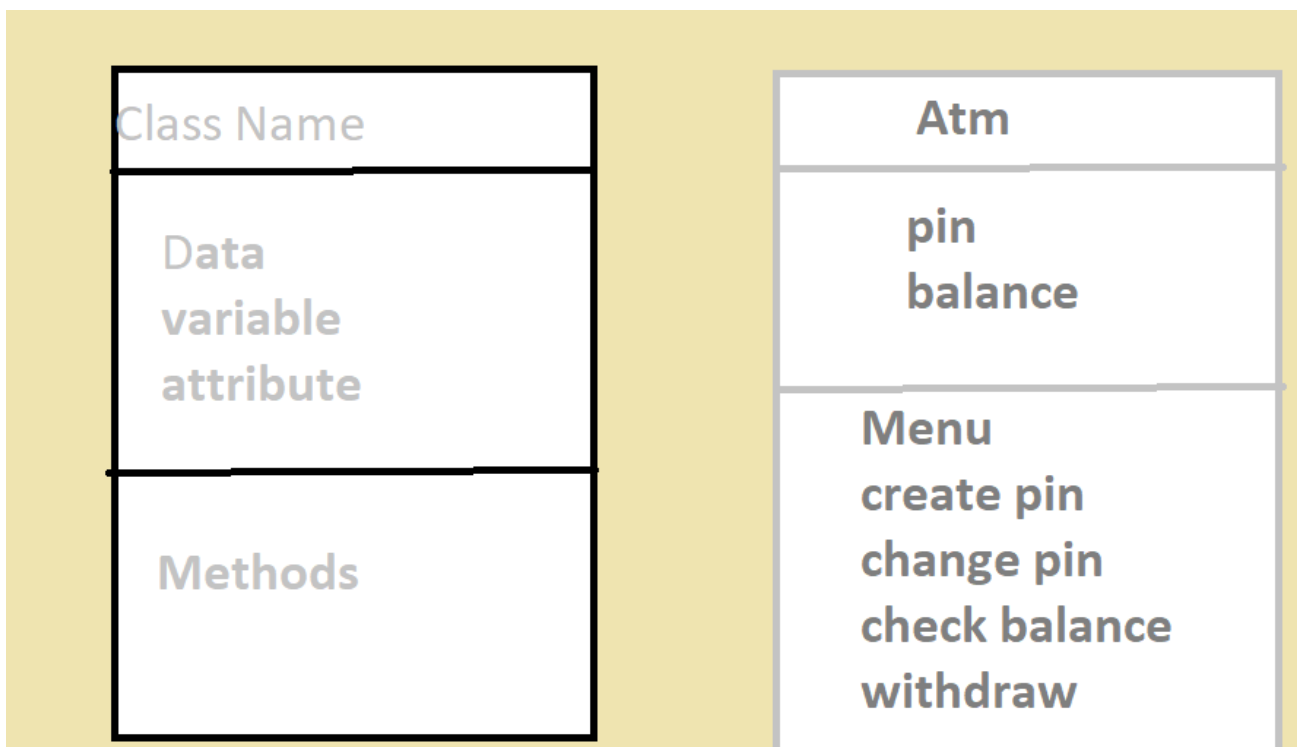 Class Name
Data
variable
attribute
Methods
Atm
pin
balance
Menu
create pin
change pin
check balance
withdraw